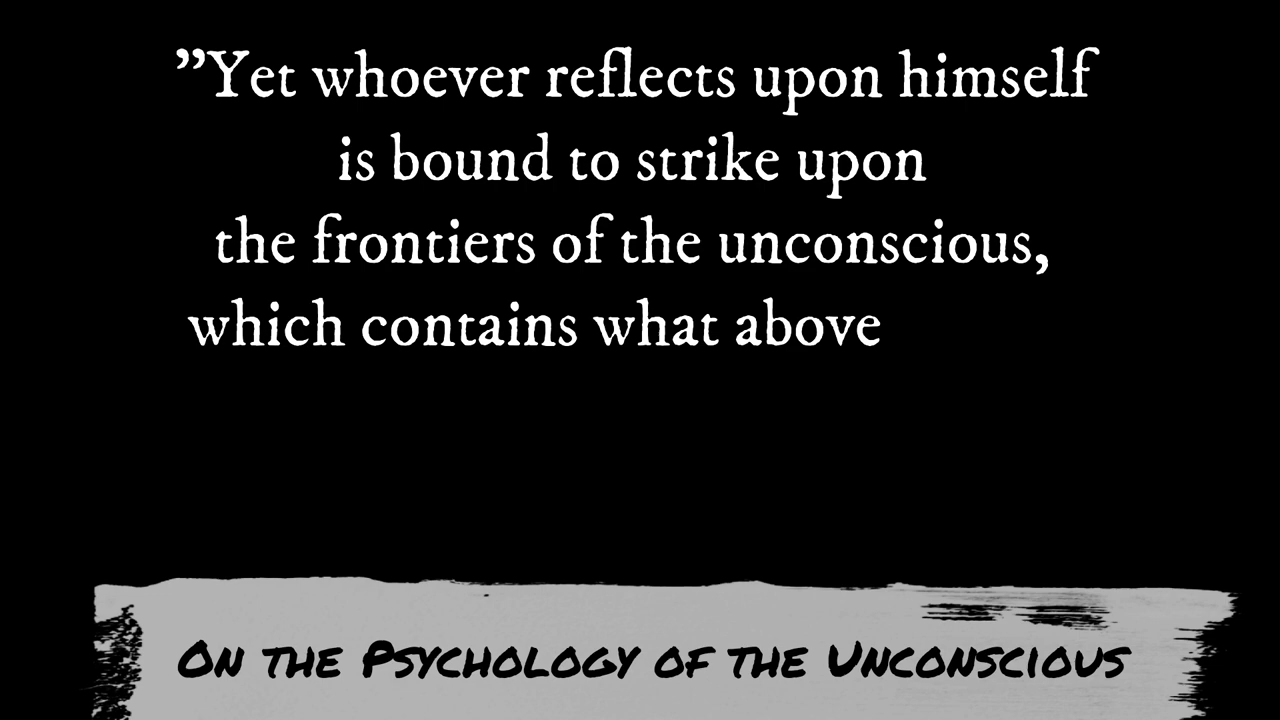 ”Yet whoever reflects upon himself
is bound to strike upon
the frontiers of the unconscious,
which contains what above
On the Psychology of the Unconscious